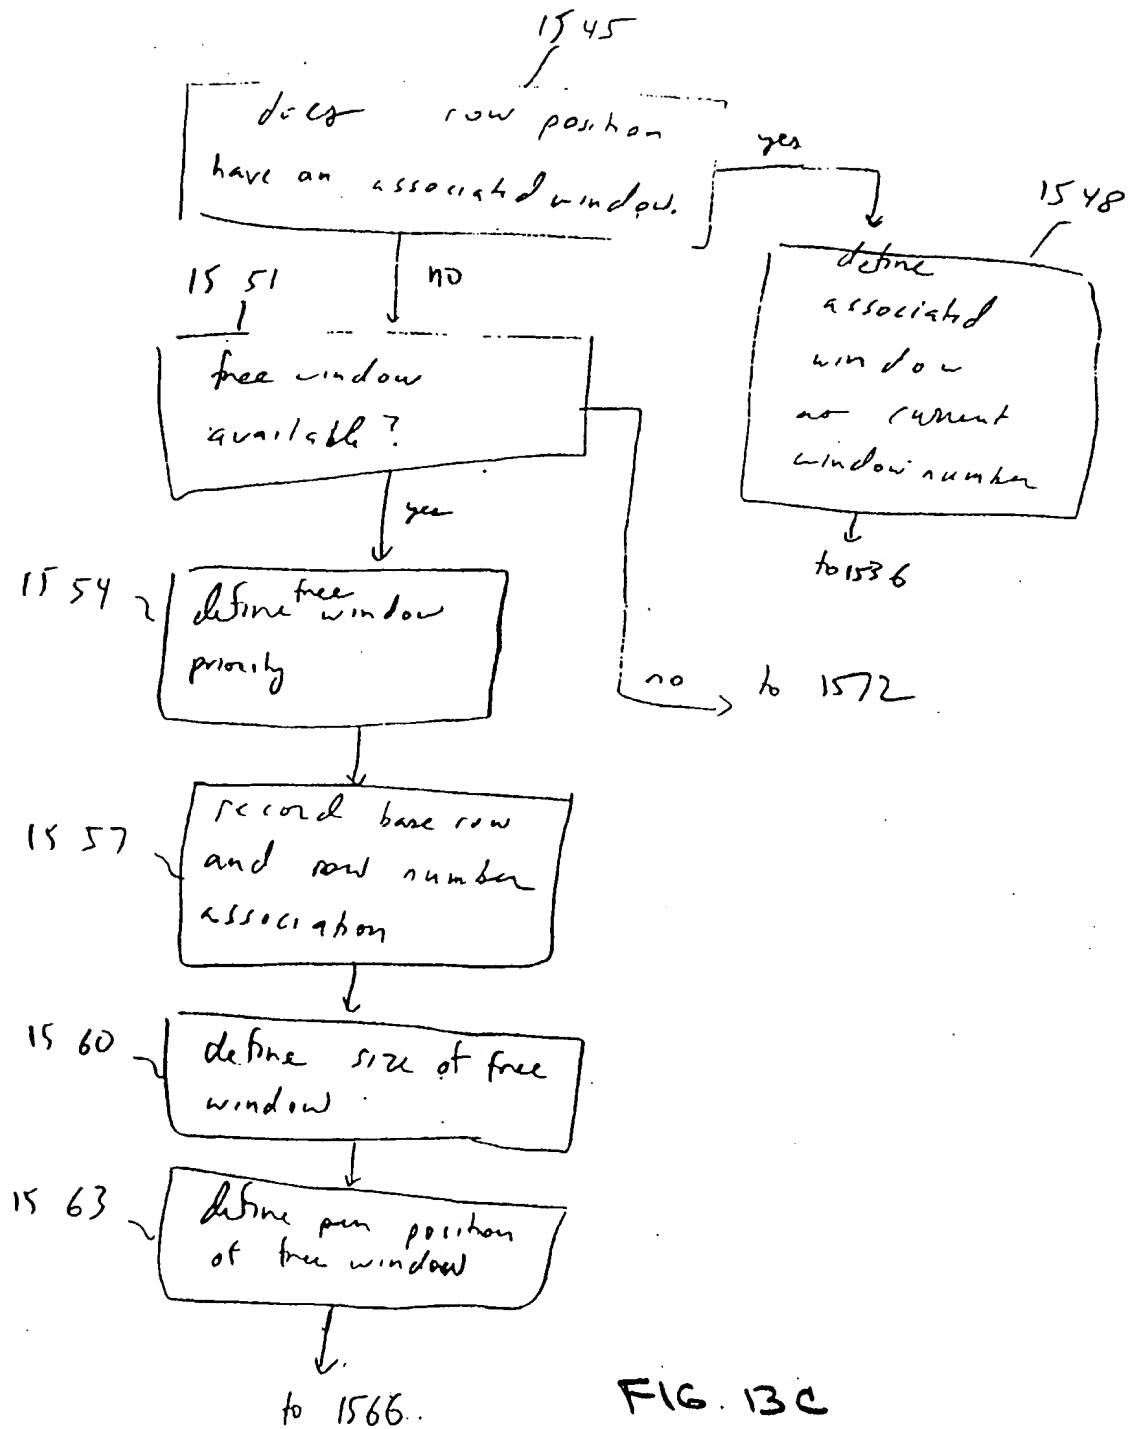 1545
does row position
have an associated window.
yes
1548
define
associated
window
as current
window number
to 1536
no
1551
free window
available?
yes
no to 1572
1554
define free window
priority
1557
record base row
and row number
association
1560
define size of free
window
1563
define pen position
of free window
to 1566
FIG. 13C